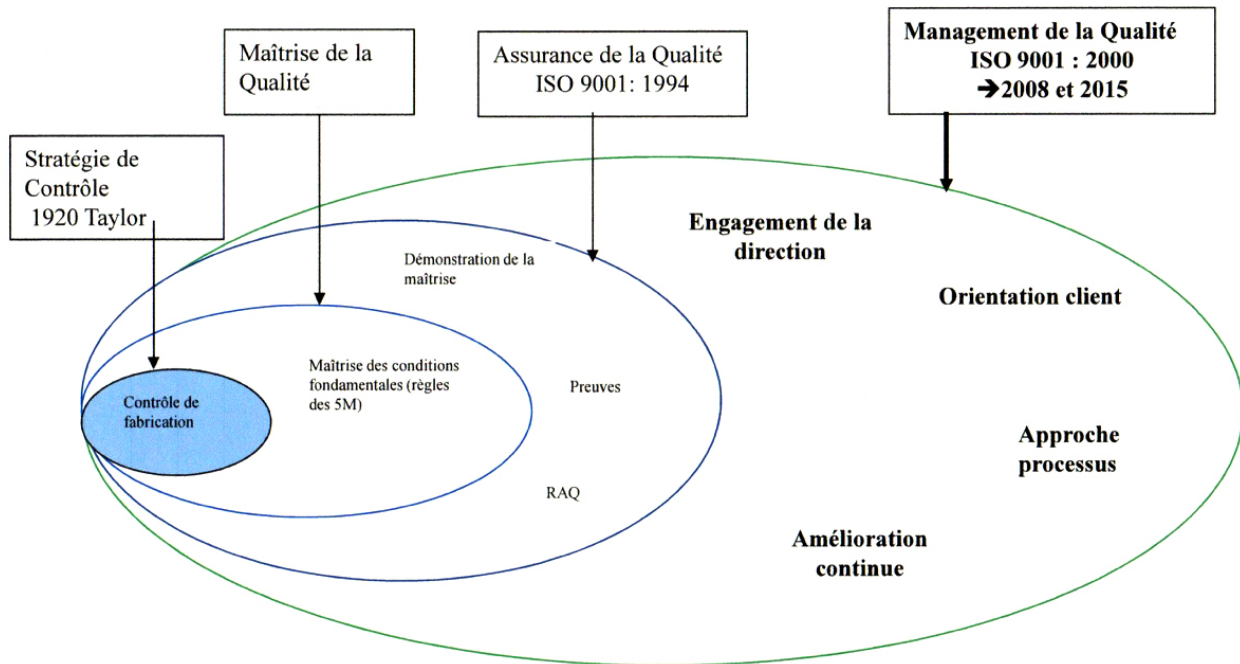 Stratégie de
Contrôle
1920 Taylor
Maîtrise de la
Qualité
Assurance de la Qualité
ISO 9001: 1994
Management de la Qualité
ISO 9001 : 2000
➔2008 et 2015
Contrôle de
fabrication
Maîtrise des conditions
fondamentales (règles
des 5M)
Démonstration de la
maîtrise
Preuves
RAQ
Engagement de la
direction
Orientation client
Approche
processus
Amélioration
continue